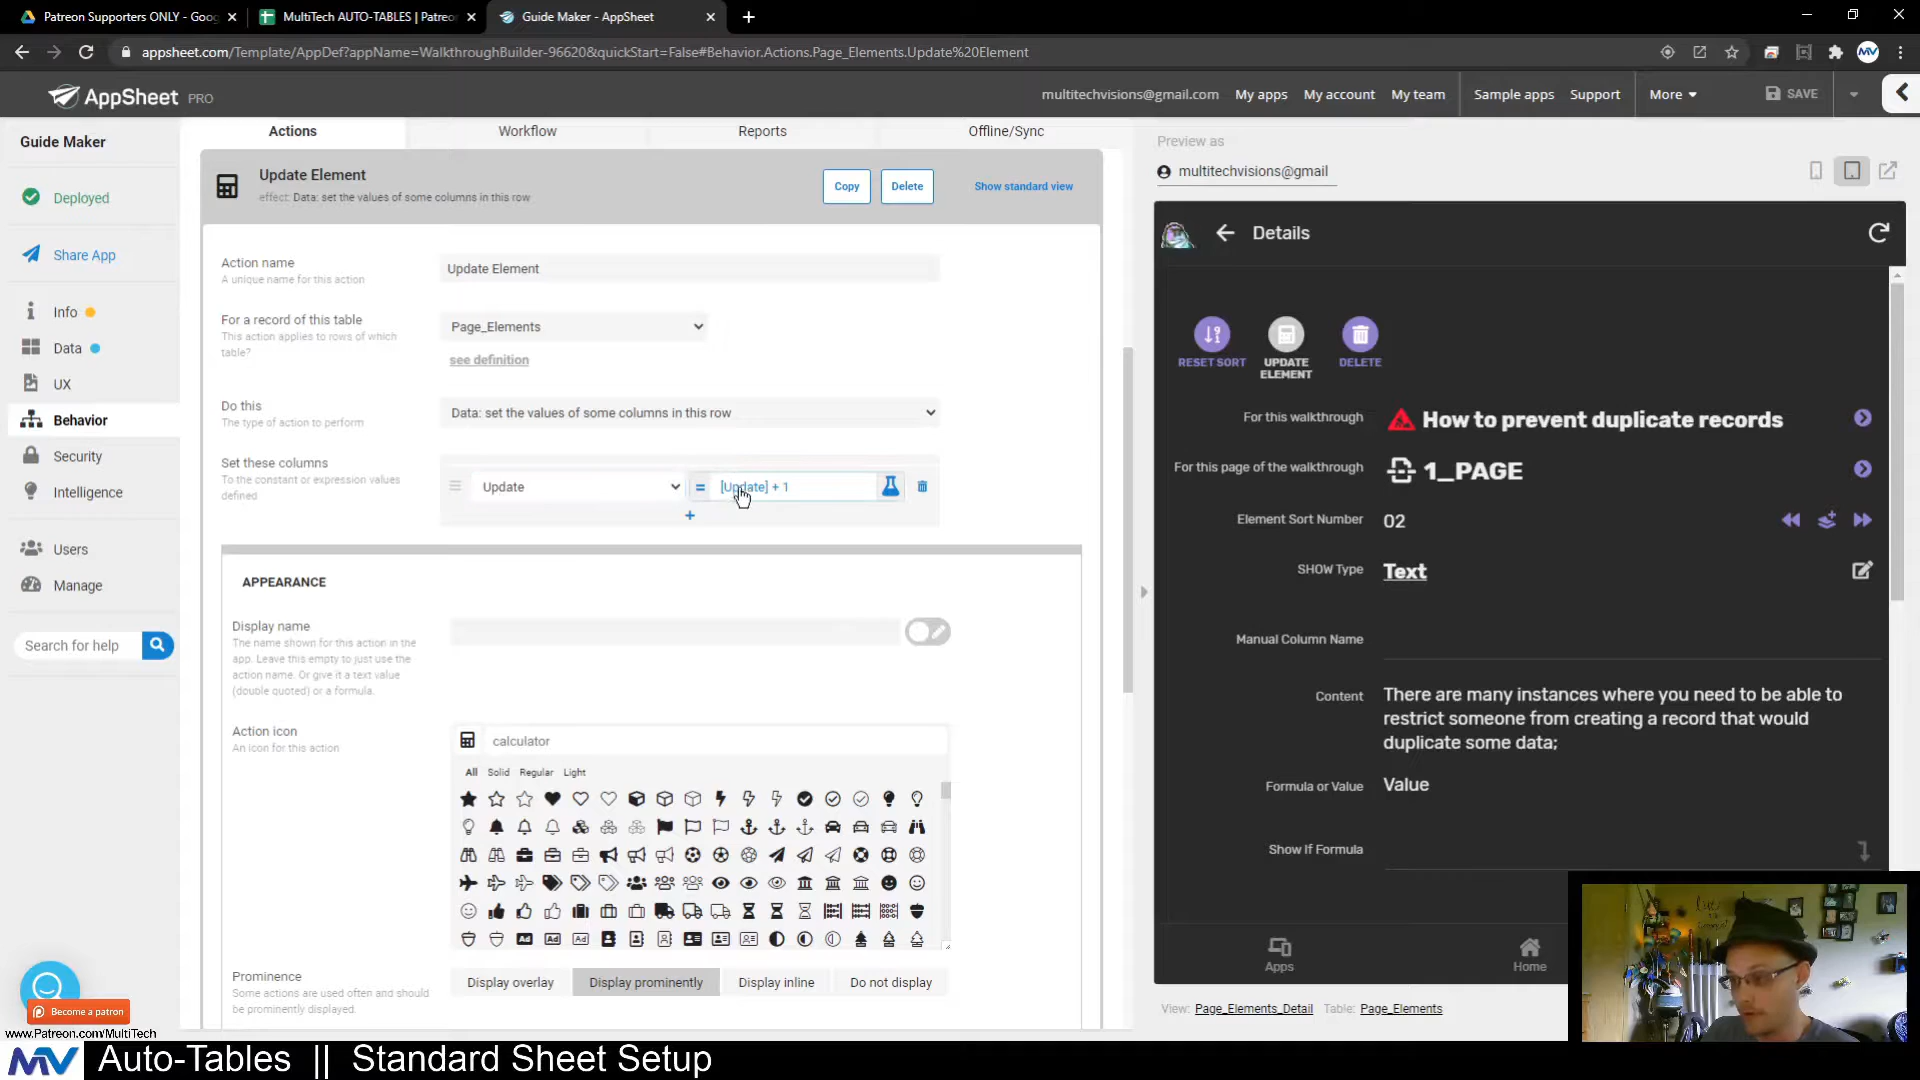 Patreon Supporters ONLY - Goog
MultiTech AUTO-TABLES | Patreon
Guide Maker - AppSheet
appsheet.com/Template/AppDef?appName=WalkthroughBuilder-96620&quickStart=False#Behavior.Actions.Page_Elements.Update%20Element
MV
AppSheet PRO
multitechvisions@gmail.com
My apps
My account
My team
Sample apps
Support
More
SAVE
Guide Maker
Deployed
Share App
Info
Data
UX
Behavior
Security
Intelligence
Users
Manage
Search for help
Become a patron
www.Patreon.com/MultiTech
Actions
Workflow
Reports
Offline/Sync
Update Element
effect: Data: set the values of some columns in this row
Copy
Delete
Show standard view
Action name
A unique name for this action
Update Element
For a record of this table
This action applies to rows of which
table?
Page_Elements
see definition
Do this
The type of action to perform
Data: set the values of some columns in this row
Set these columns
To the constant or expression values
defined
Update
=
[Update] + 1
+
APPEARANCE
Display name
The name shown for this action in the
app. Leave this empty to just use the
action name. Or give it a text value
(double quoted) or a formula.
Action icon
An icon for this action
calculator
All
Solid
Regular
Light
Ad Ad Ad
Prominence
Some actions are used often and should
be prominently displayed.
Display overlay
Display prominently
Display inline
Do not display
Preview as
multitechvisions@gmail
Details
RESET SORT
UPDATE
ELEMENT
DELETE
For this walkthrough
How to prevent duplicate records
For this page of the walkthrough
1_PAGE
Element Sort Number
02
SHOW Type
Text
Manual Column Name
Content
There are many instances where you need to be able to
restrict someone from creating a record that would
duplicate some data;
Formula or Value
Value
Show If Formula
Apps
Home
View: Page_Elements_Detail Table: Page_Elements
MV Auto-Tables || Standard Sheet Setup